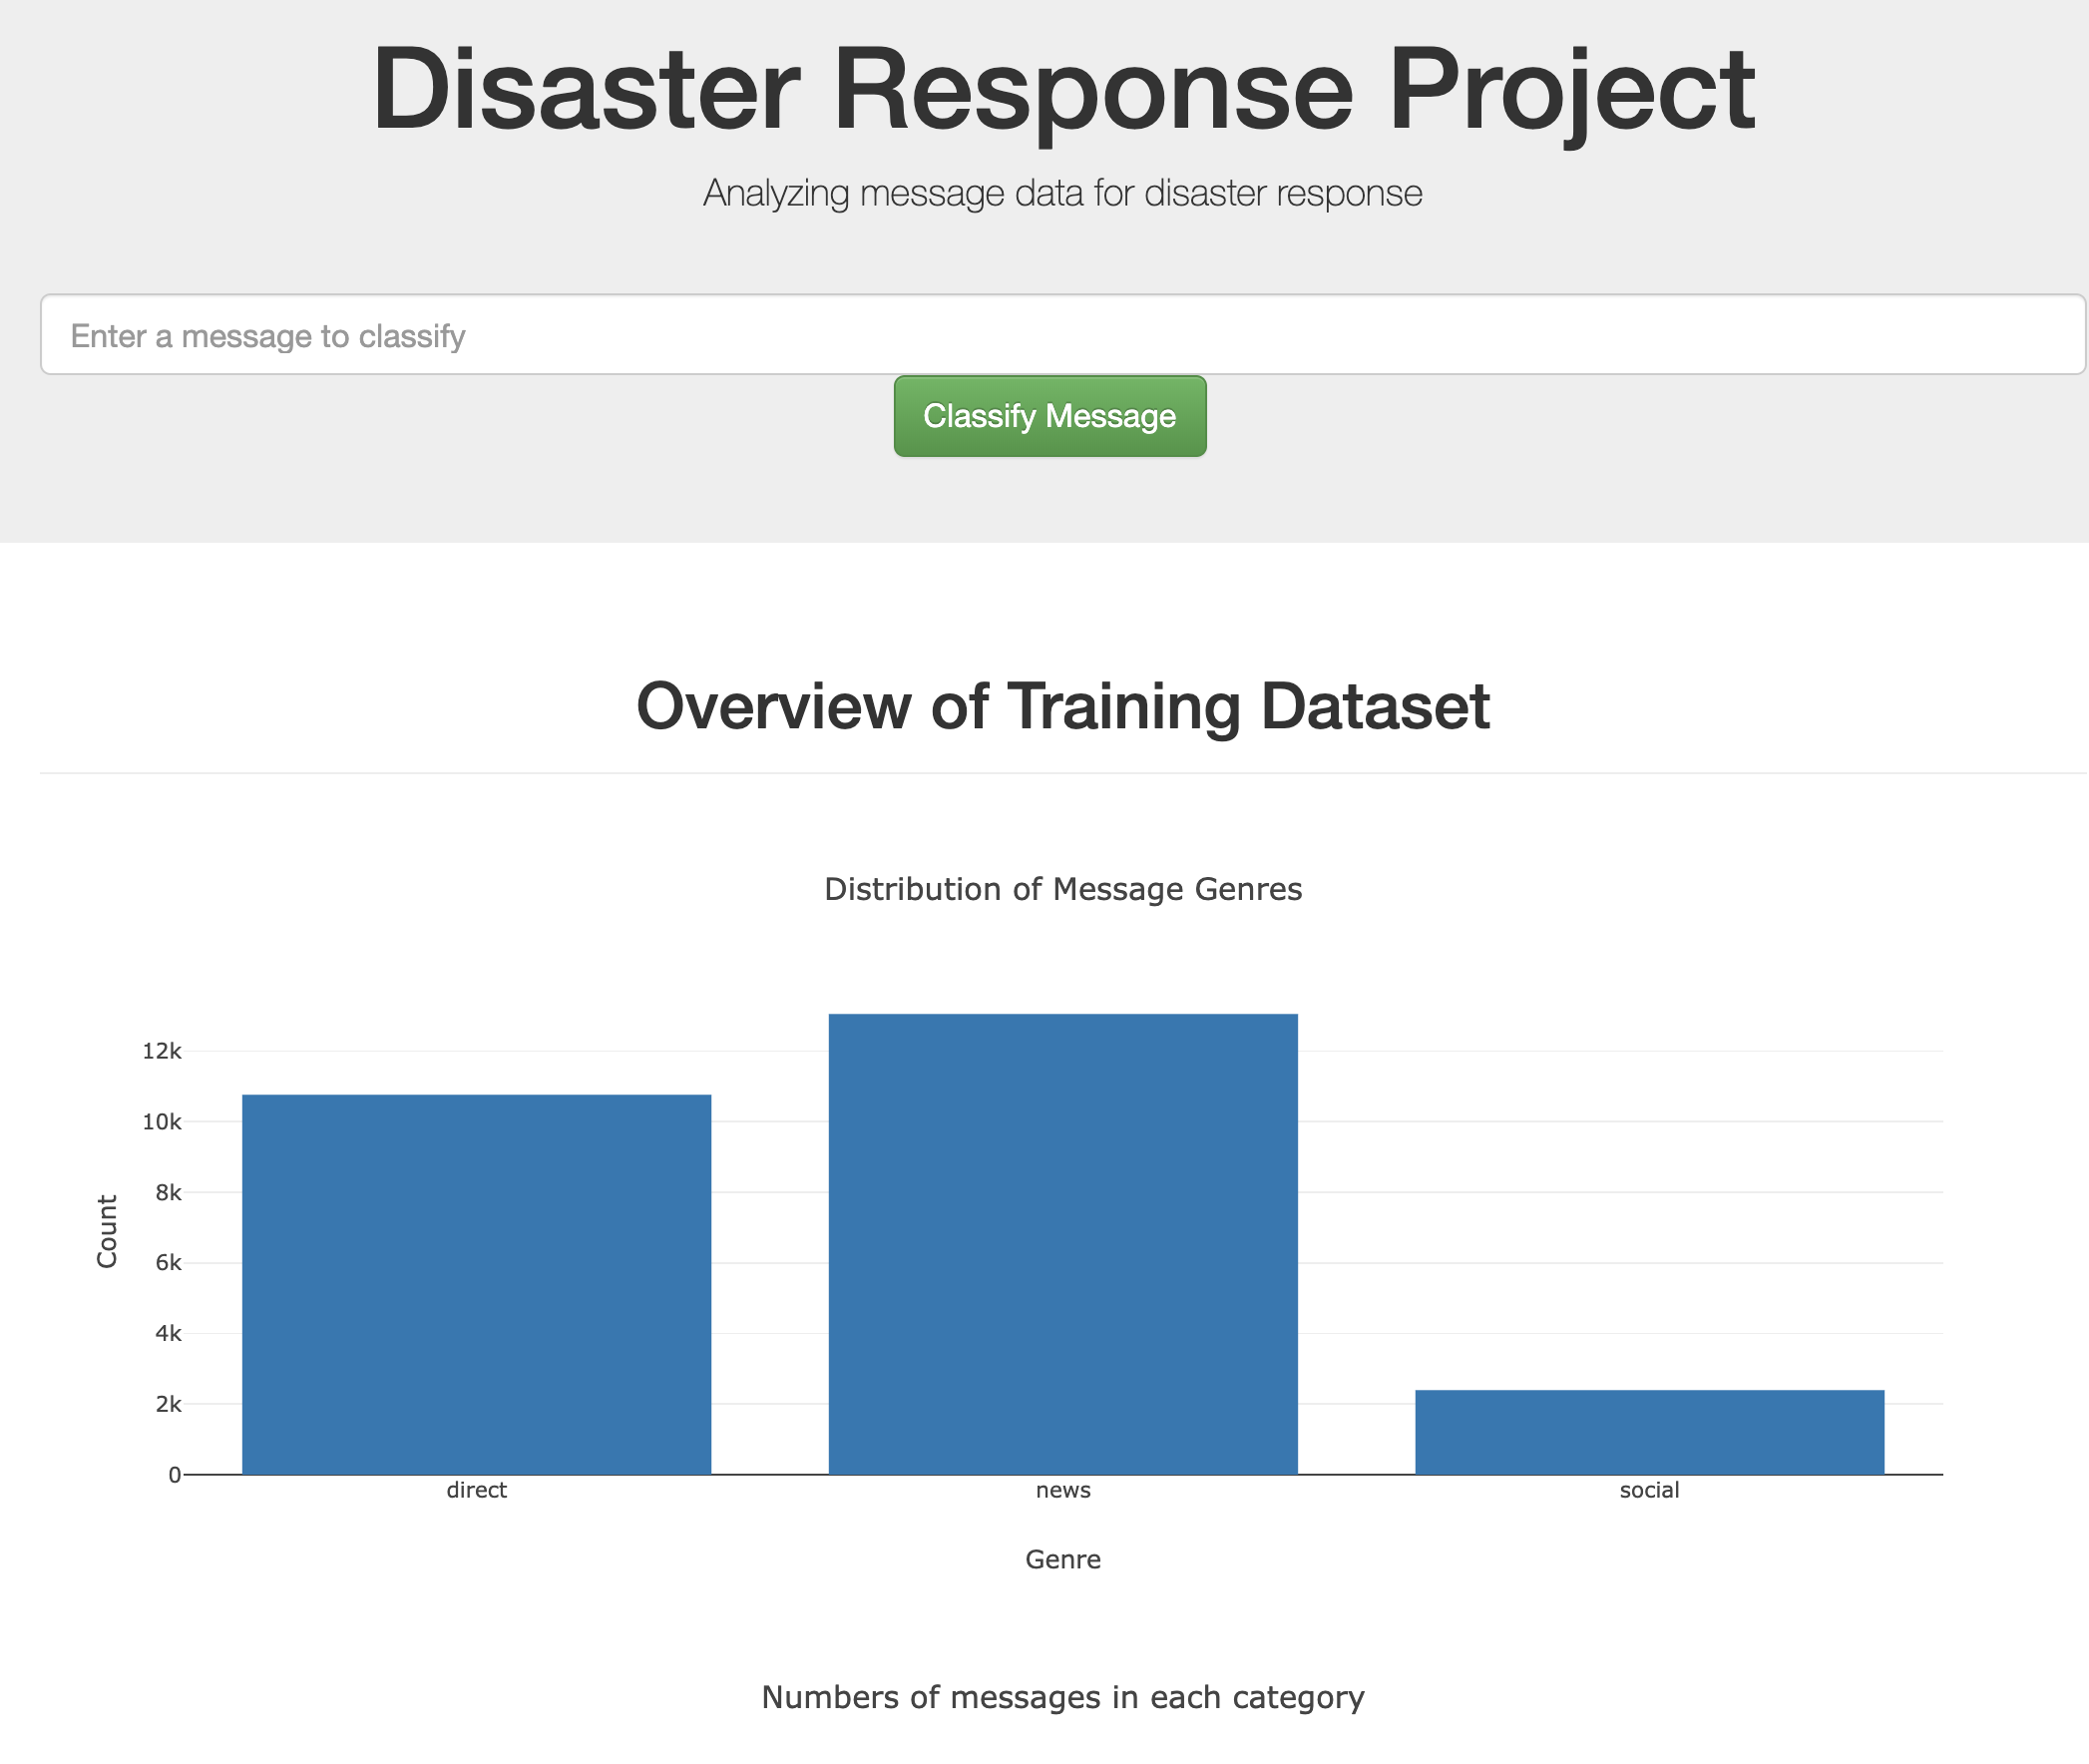 Disaster Response Project
Analyzing message data for disaster response
Enter a message to classify
Classify Message
Overview of Training Dataset
Distribution of Message Genres
12k
10k
8k
6k
4k
2k
0
Count
direct news social
Genre
Numbers of messages in each category